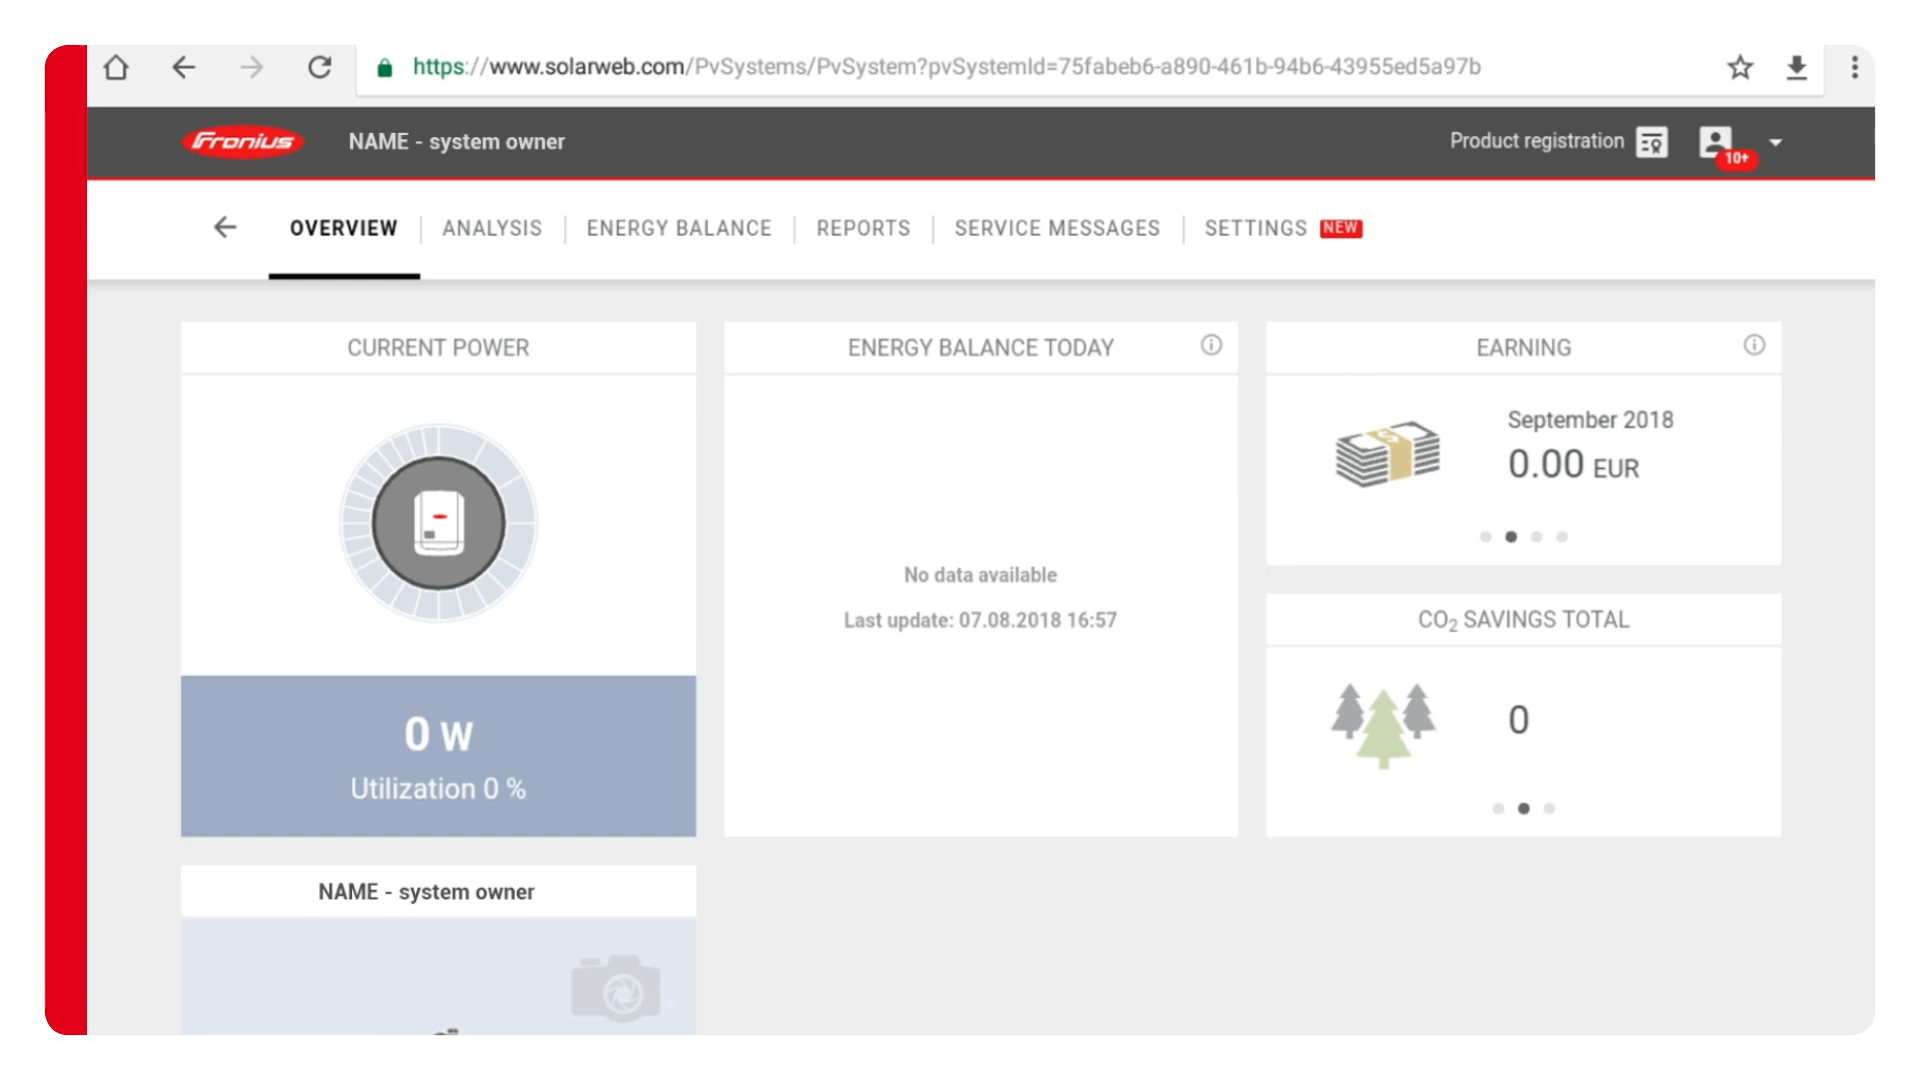 https://www.solarweb.com/PvSystems/PvSystem?pvSystemId=75fabeb6-a890-461b-94b6-43955ed5a97b
Fronius NAME - system owner Product registration 10+
OVERVIEW ANALYSIS ENERGY BALANCE REPORTS SERVICE MESSAGES SETTINGS NEW
CURRENT POWER
0 W
Utilization 0 %
ENERGY BALANCE TODAY
No data available
Last update: 07.08.2018 16:57
EARNING
September 2018
0.00 EUR
CO₂ SAVINGS TOTAL
0
NAME - system owner